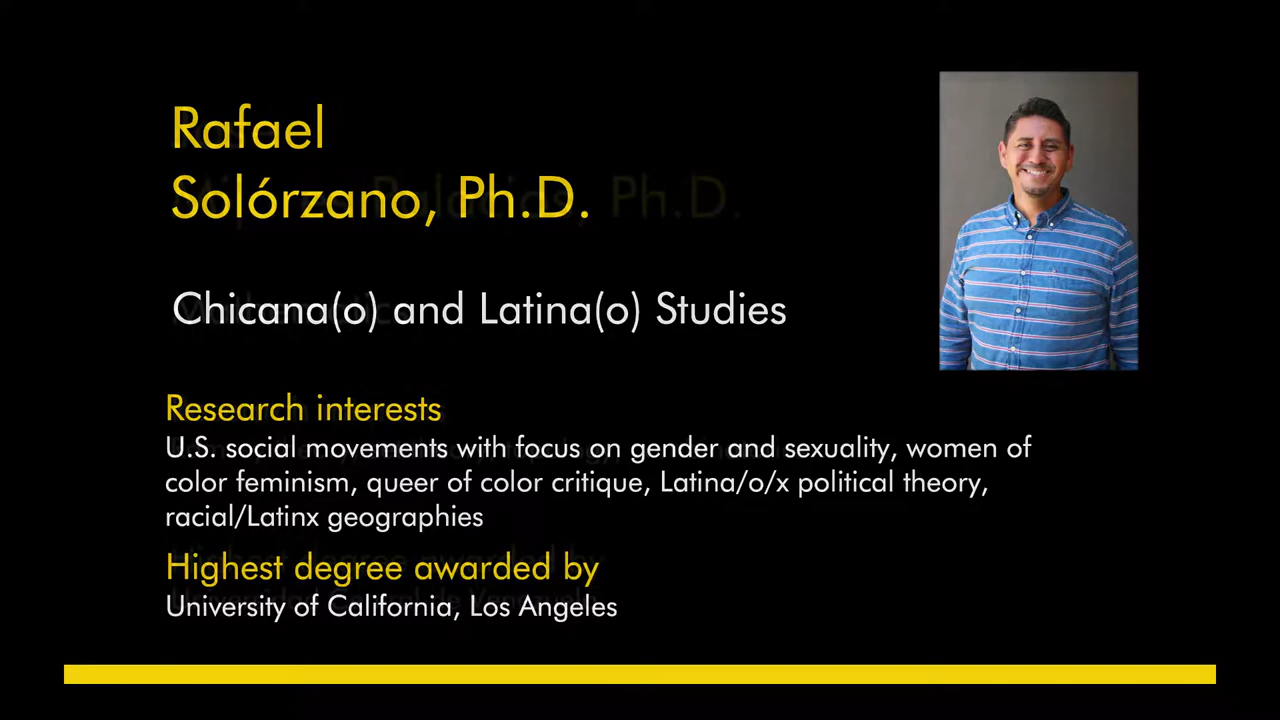 Rafael
Solórzano, Ph.D.
Chicana(o) and Latina(o) Studies
Research interests
U.S. social movements with focus on gender and sexuality, women of
color feminism, queer of color critique, Latina/o/x political theory,
racial/Latinx geographies
Highest degree awarded by
University of California, Los Angeles